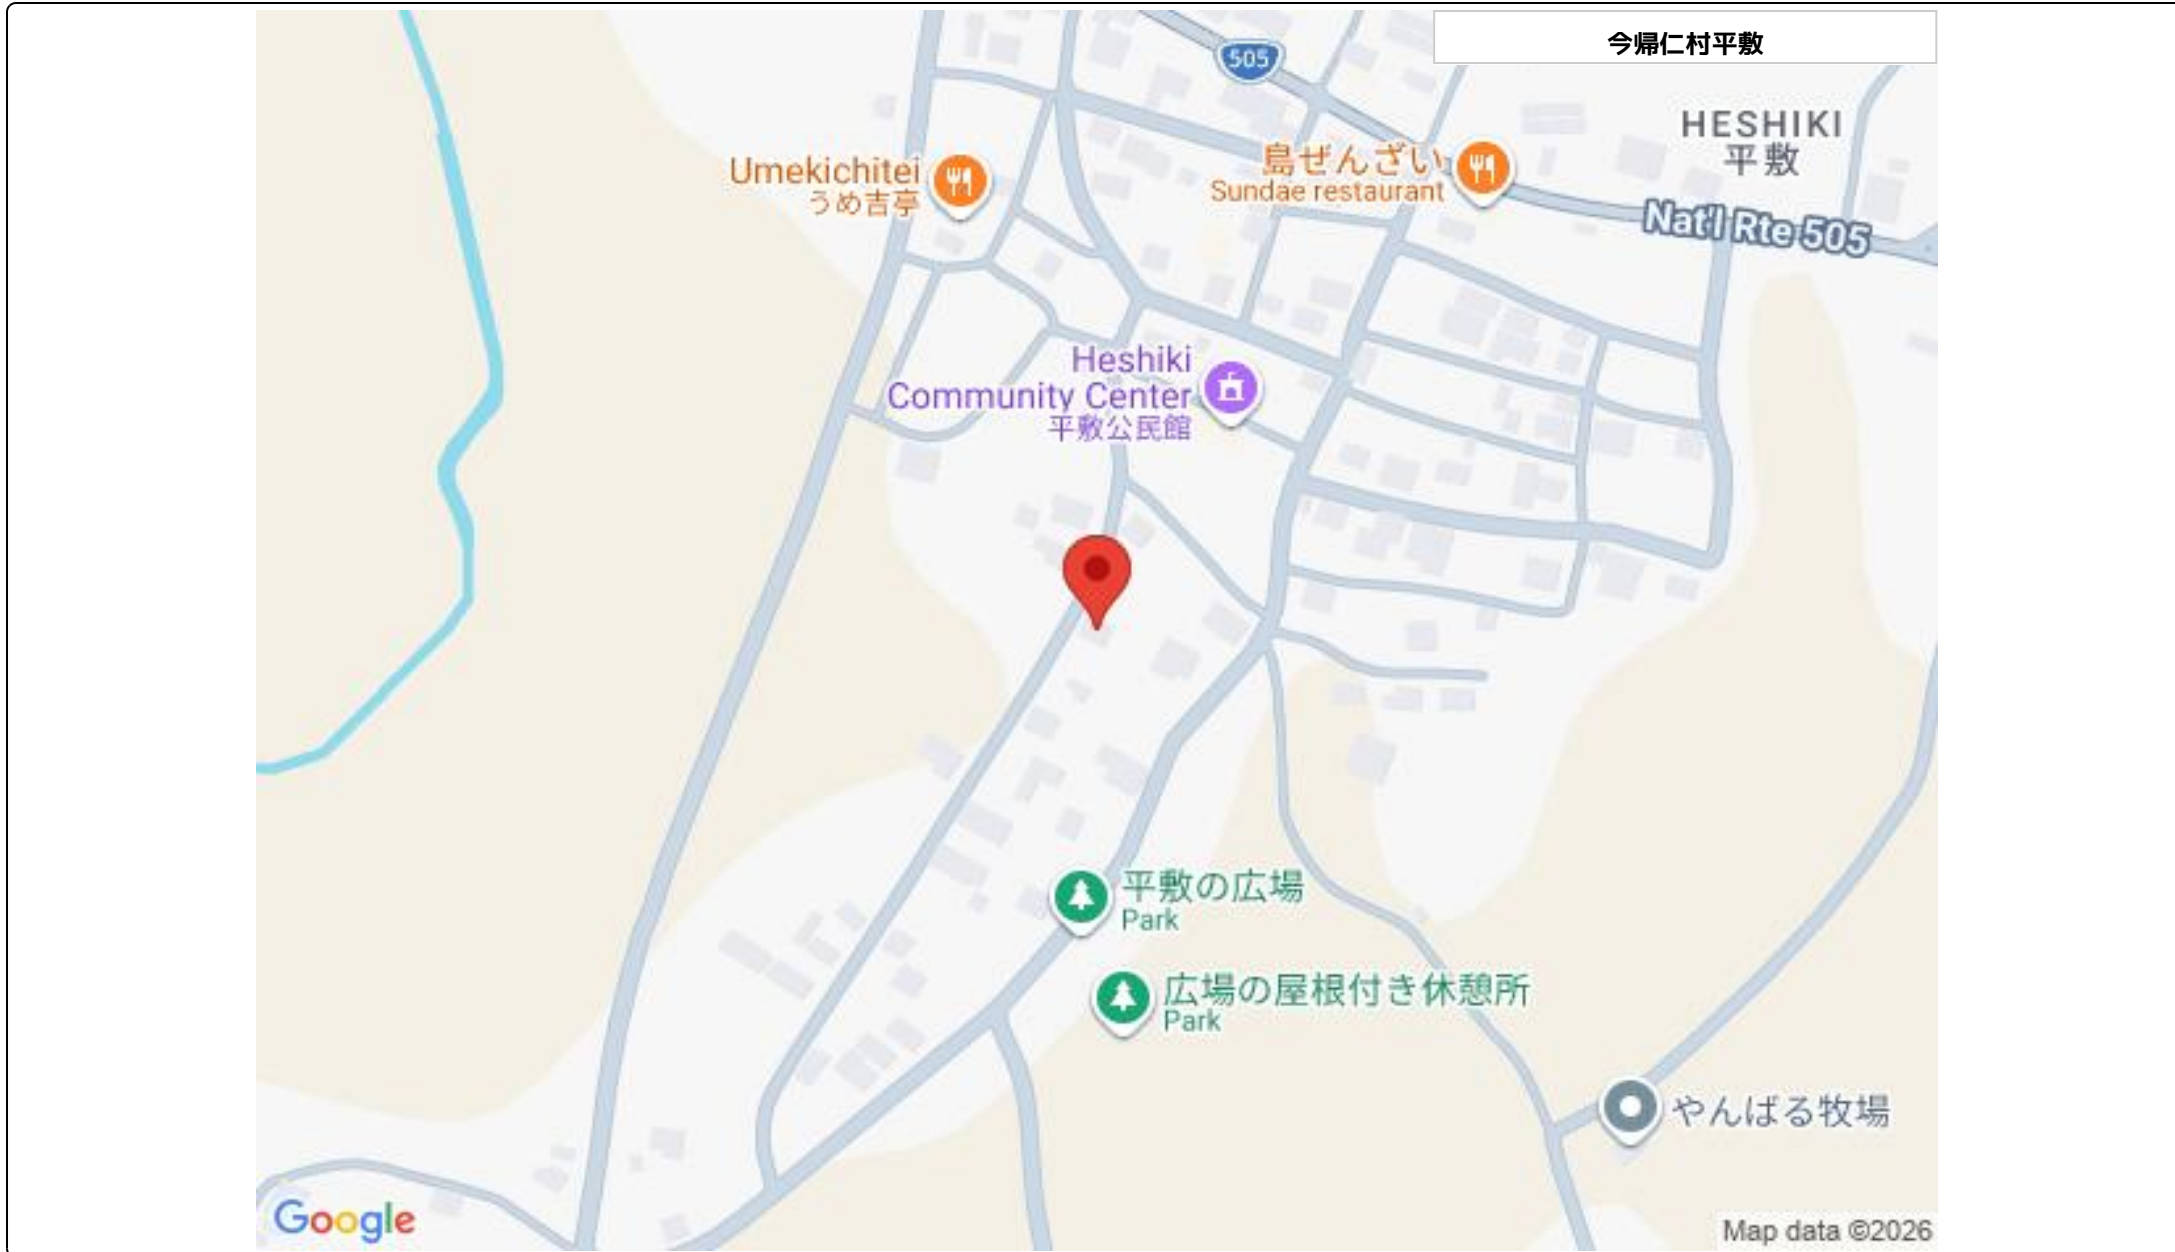 今帰仁村平敷
505
HESHIKI
平敷
Umekichitei
うめ吉亭
島ぜんざい
Sundae restaurant
Nat'l Rte 505
Heshiki
Community Center
平敷公民館
平敷の広場
Park
広場の屋根付き休憩所
Park
やんばる牧場
Google
Map data ©2026